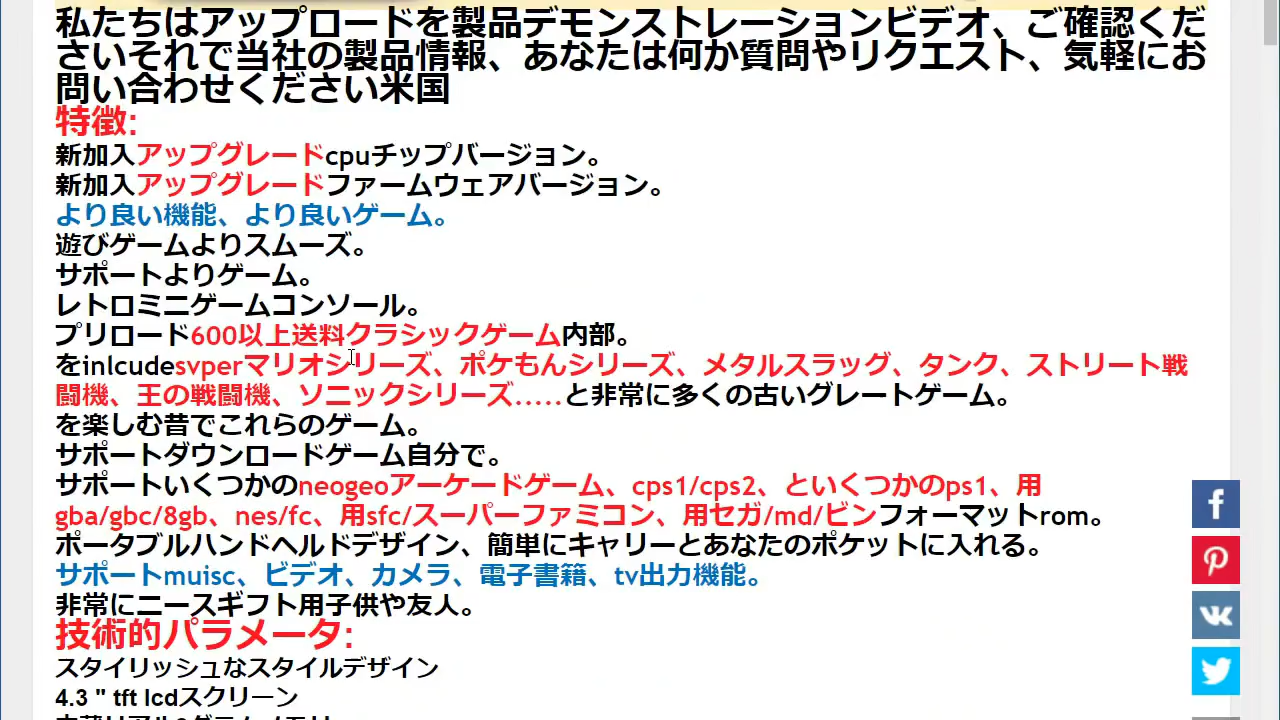 私たちはアップロードを製品デモンストレーションビデオ、ご確認くだ
さいそれで当社の製品情報、あなたは何か質問やリクエスト、気軽にお
問い合わせください米国
特徴:
新加入アップグレードcpuチップバージョン。
新加入アップグレードファームウェアバージョン。
より良い機能、より良いゲーム。
遊びゲームよりスムーズ。
サポートよりゲーム。
レトロミニゲームコンソール。
プリロード600以上送料クラシックゲーム内部。
をinlcudesvperマリオシリーズ、ポケもんシリーズ、メタルスラッグ、タンク、ストリート戦
闘機、王の戦闘機、ソニックシリーズ.....と非常に多くの古いグレートゲーム。
を楽しむ昔でこれらのゲーム。
サポートダウンロードゲーム自分で。
サポートいくつかのneogeoアーケードゲーム、cps1/cps2、といくつかのps1、用
gba/gbc/8gb、nes/fc、用sfc/スーパーファミコン、用セガ/md/ビンフォーマットrom。
ポータブルハンドヘルドデザイン、簡単にキャリーとあなたのポケットに入れる。
サポートmuisc、ビデオ、カメラ、電子書籍、tv出力機能。
非常にニースギフト用子供や友人。
技術的パラメータ:
スタイリッシュなスタイルデザイン
4.3 " tft lcdスクリーン